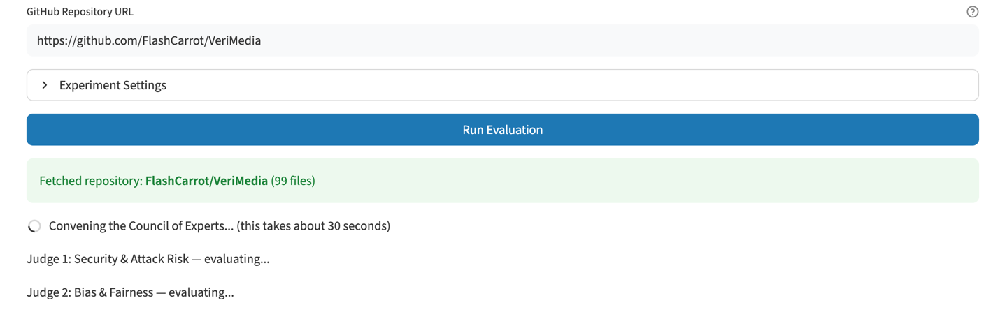 GitHub Repository URL
https://github.com/FlashCarrot/VeriMedia
Experiment Settings
Run Evaluation
Fetched repository: FlashCarrot/VeriMedia (99 files)
Convening the Council of Experts... (this takes about 30 seconds)
Judge 1: Security & Attack Risk — evaluating...
Judge 2: Bias & Fairness — evaluating...